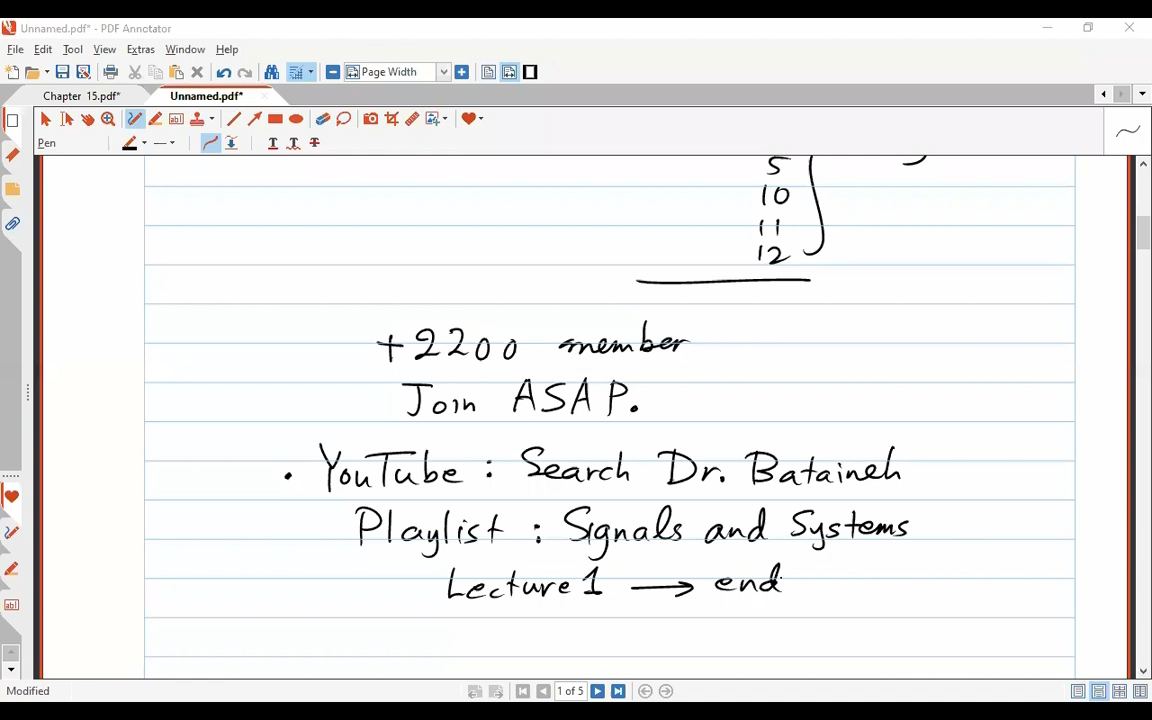 Unnamed.pdf* - PDF Annotator
File Edit Tool View Extras Window Help
Page Width
Chapter 15.pdf* Unnamed.pdf*
Pen
5
10
11
12
+2200 member
Join ASAP.
. YouTube : Search Dr. Bataineh
Playlist : Signals and Systems
Lecture 1 → end
Modified
1 of 5